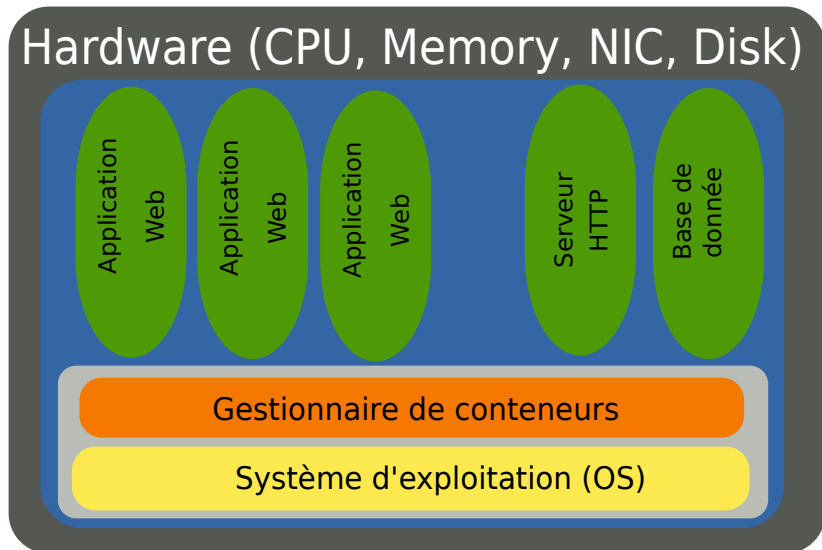 Hardware (CPU, Memory, NIC, Disk)
Application
Web
Application
Web
Application
Web
Serveur
HTTP
Base de
donnée
Gestionnaire de conteneurs
Système d'exploitation (OS)